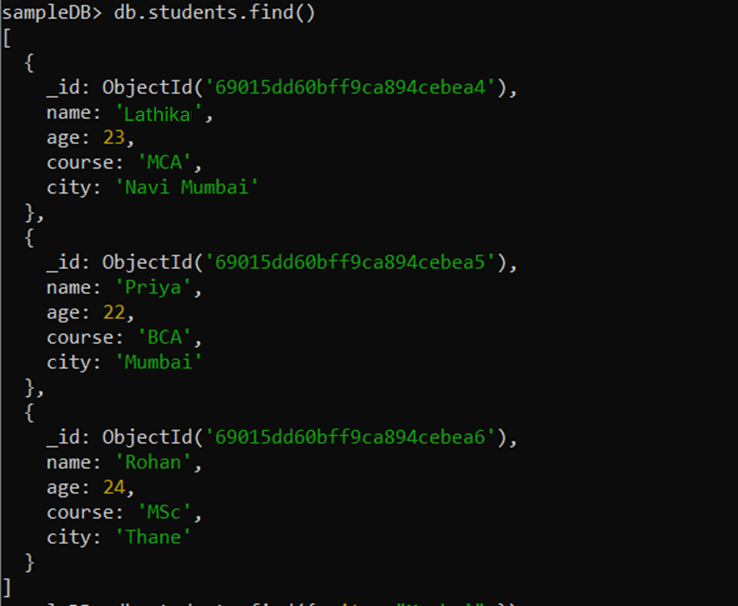 sampleDB> db.students.find()
[
  {
    _id: ObjectId('69015dd60bff9ca894cebea4'),
    name: 'Lathika',
    age: 23,
    course: 'MCA',
    city: 'Navi Mumbai'
  },
  {
    _id: ObjectId('69015dd60bff9ca894cebea5'),
    name: 'Priya',
    age: 22,
    course: 'BCA',
    city: 'Mumbai'
  },
  {
    _id: ObjectId('69015dd60bff9ca894cebea6'),
    name: 'Rohan',
    age: 24,
    course: 'MSc',
    city: 'Thane'
  }
]